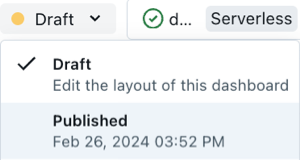 Draft
d... Serverless
Draft
Edit the layout of this dashboard
Published
Feb 26, 2024 03:52 PM